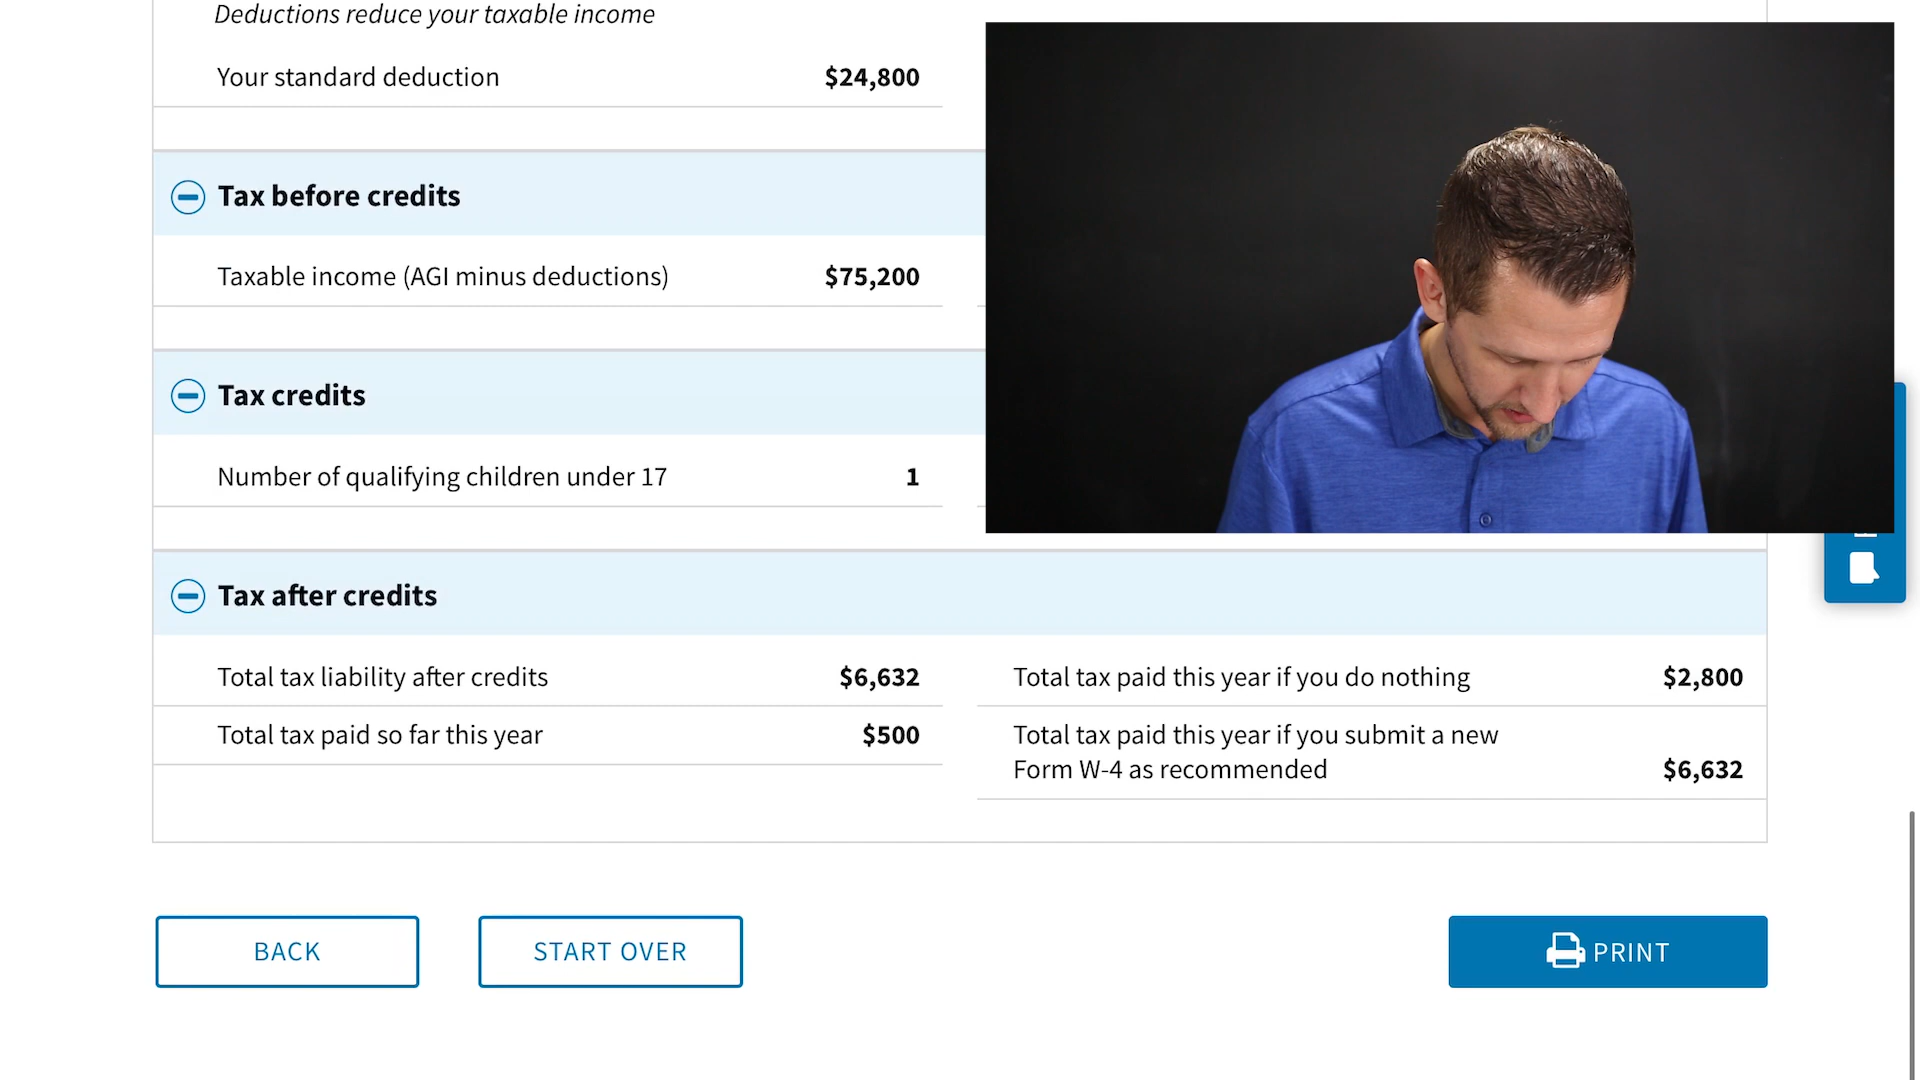 Deductions reduce your taxable income
Your standard deduction $24,800
Tax before credits
Taxable income (AGI minus deductions) $75,200
Tax credits
Number of qualifying children under 17 1
Tax after credits
Total tax liability after credits $6,632
Total tax paid so far this year $500
Total tax paid this year if you do nothing $2,800
Total tax paid this year if you submit a new
Form W-4 as recommended $6,632
BACK
START OVER
PRINT